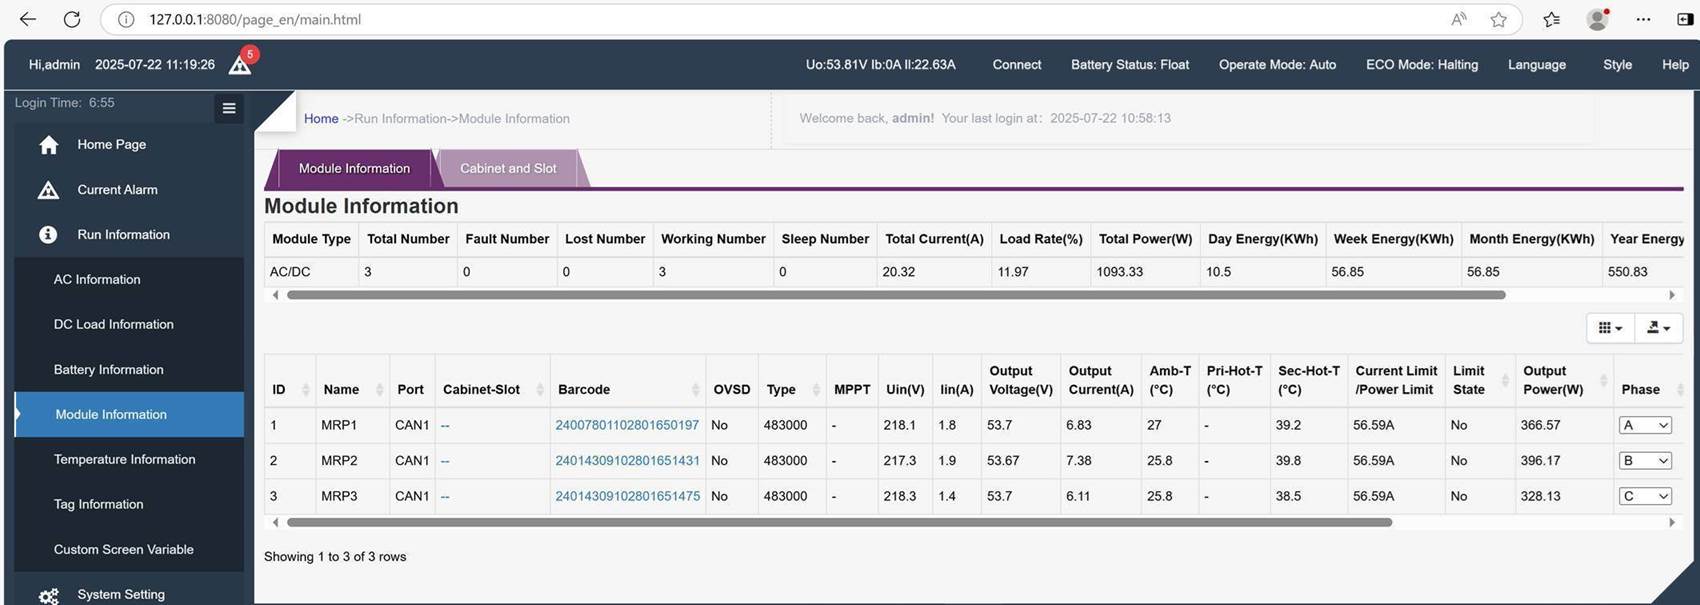 127.0.0.1:8080/page_en/main.html
Hi,admin 2025-07-22 11:19:26 5 Uo:53.81V Ib:0A Il:22.63A Connect Battery Status: Float Operate Mode: Auto ECO Mode: Halting Language Style Help
Login Time: 6:55
Home ->Run Information->Module Information Welcome back, admin! Your last login at: 2025-07-22 10:58:13
Home Page
Current Alarm
Run Information
AC Information
DC Load Information
Battery Information
Module Information
Temperature Information
Tag Information
Custom Screen Variable
System Setting
Module Information Cabinet and Slot
Module Information
Module Type Total Number Fault Number Lost Number Working Number Sleep Number Total Current(A) Load Rate(%) Total Power(W) Day Energy(KWh) Week Energy(KWh) Month Energy(KWh) Year Energy
AC/DC 3 0 0 3 0 20.32 11.97 1093.33 10.5 56.85 56.85 550.83
ID Name Port Cabinet-Slot Barcode OVSD Type MPPT Uin(V) Iin(A) Output Voltage(V) Output Current(A) Amb-T (°C) Pri-Hot-T (°C) Sec-Hot-T (°C) Current Limit /Power Limit Limit State Output Power(W) Phase
1 MRP1 CAN1 -- 24007801102801650197 No 483000 - 218.1 1.8 53.7 6.83 27 - 39.2 56.59A No 366.57 A
2 MRP2 CAN1 -- 24014309102801651431 No 483000 - 217.3 1.9 53.67 7.38 25.8 - 39.8 56.59A No 396.17 B
3 MRP3 CAN1 -- 24014309102801651475 No 483000 - 218.3 1.4 53.7 6.11 25.8 - 38.5 56.59A No 328.13 C
Showing 1 to 3 of 3 rows